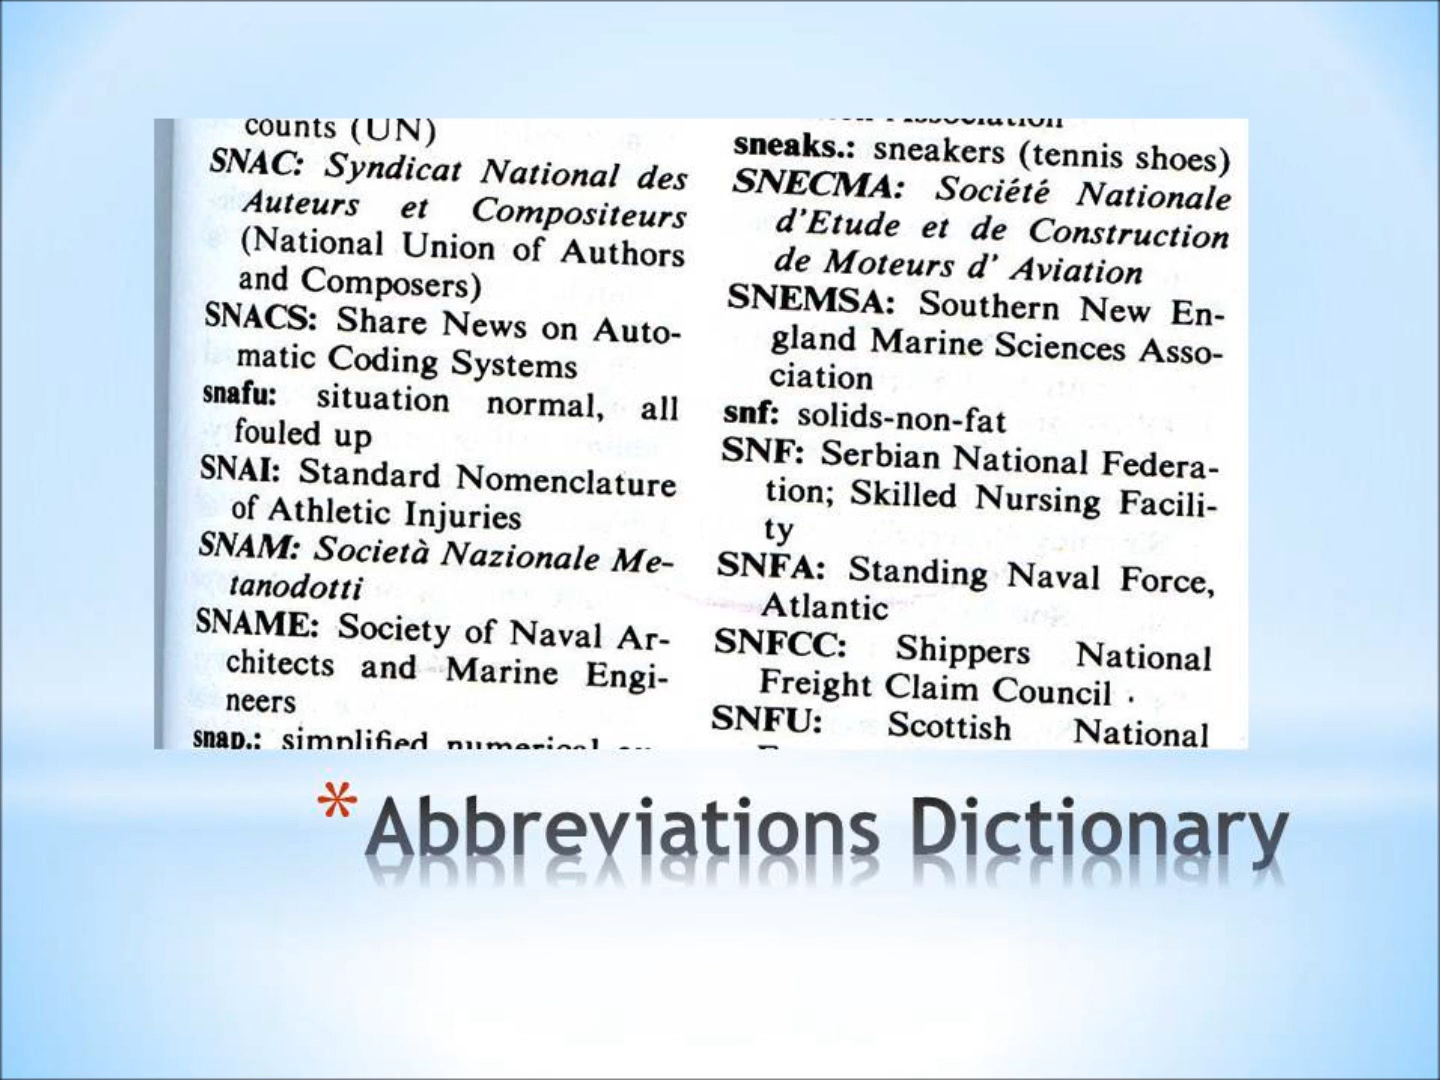 counts (UN)
SNAC: Syndicat National des
Auteurs et Compositeurs
(National Union of Authors
and Composers)
SNACS: Share News on Auto-
matic Coding Systems
snafu: situation normal, all
fouled up
SNAI: Standard Nomenclature
of Athletic Injuries
SNAM: Società Nazionale Me-
tanodotti
SNAME: Society of Naval Ar-
chitects and Marine Engi-
neers
snap.: simplified numerical
Association
sneaks.: sneakers (tennis shoes)
SNECMA: Société Nationale
d'Etude et de Construction
de Moteurs d' Aviation
SNEMSA: Southern New En-
gland Marine Sciences Asso-
ciation
snf: solids-non-fat
SNF: Serbian National Federa-
tion; Skilled Nursing Facili-
ty
SNFA: Standing Naval Force,
Atlantic
SNFCC: Shippers National
Freight Claim Council
SNFU: Scottish National
* Abbreviations Dictionary